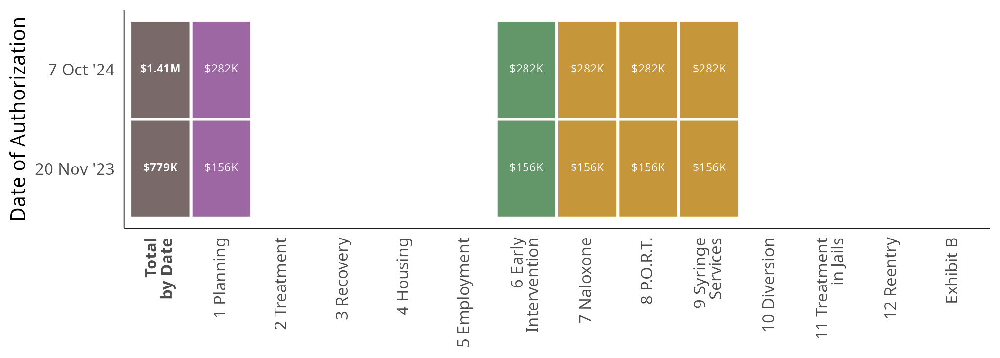 Date of Authorization
7 Oct '24
$1.41M $282K $282K $282K $282K $282K
20 Nov '23
$779K $156K $156K $156K $156K $156K
Total
by Date
1 Planning
2 Treatment
3 Recovery
4 Housing
5 Employment
6 Early
Intervention
7 Naloxone
8 P.O.R.T.
9 Syringe
Services
10 Diversion
11 Treatment
in Jails
12 Reentry
Exhibit B